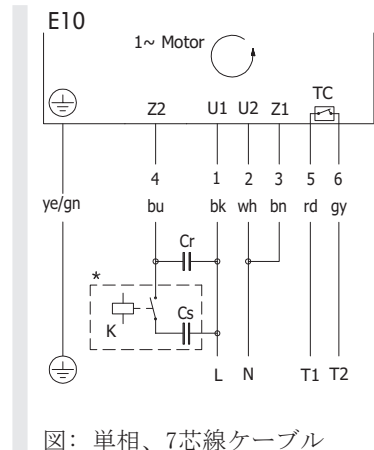 E10
1~ Motor
TC
Z2 U1 U2 Z1
4 1 2 3 5 6
ye/gn bu bk wh bn rd gy
Cr
*
Cs
K
L N T1 T2
図: 単相、7芯線ケーブル